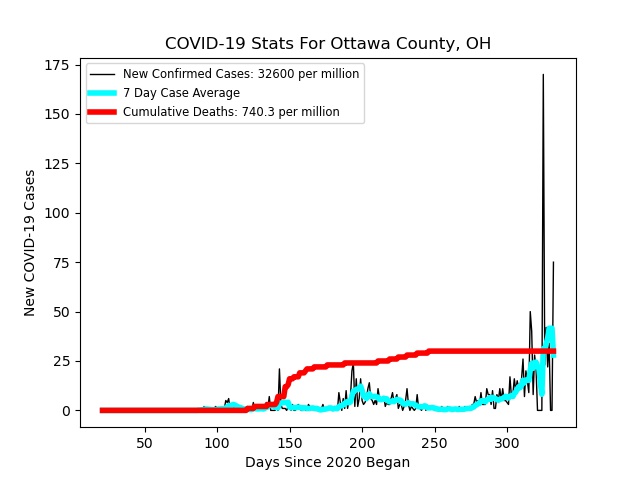 COVID-19 Stats For Ottawa County, OH
New Confirmed Cases: 32600 per million
7 Day Case Average
Cumulative Deaths: 740.3 per million
New COVID-19 Cases
175
150
125
100
75
50
25
0
50 100 150 200 250 300
Days Since 2020 Began